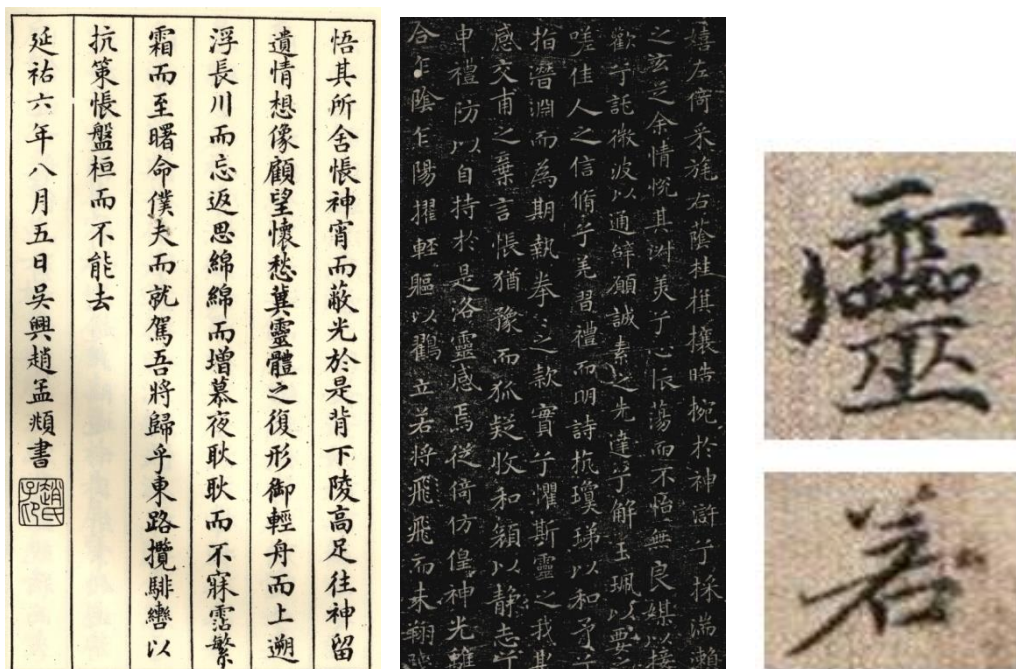 悟其所舍悵神宵而蔽光於是背下陵高足往神留
遺情想像顧望懷愁冀靈體之復形御輕舟而上遡
浮長川而忘返思綿綿而增慕夜耿耿而不寐霑繁
霜而至曙命僕夫而就駕吾將歸乎東路攬騑轡以
抗策悵盤桓而不能去
延祐六年八月五日吳興趙孟頫書
趙氏子昂
嬉左倚采旄右蔭桂棋攘皓捥於神滸兮採湍瀨
之玄芝余情悅其淑美兮心振蕩而不怡無良媒以接
歡兮託微波以通辭願誠素之先達兮解玉珮以要之
嗟佳人之信脩兮羌習禮而明詩抗瓊珶以和予兮
指潛淵而為期執拳之款實兮懼斯靈之我其
感交甫之棄言悵猶豫而狐疑收和顏以靜志兮
申禮防以自持於是洛靈感焉徙倚仿偟神光離
合乍陰乍陽擢輕軀以鶴立若將飛飛而未翔
靈
若